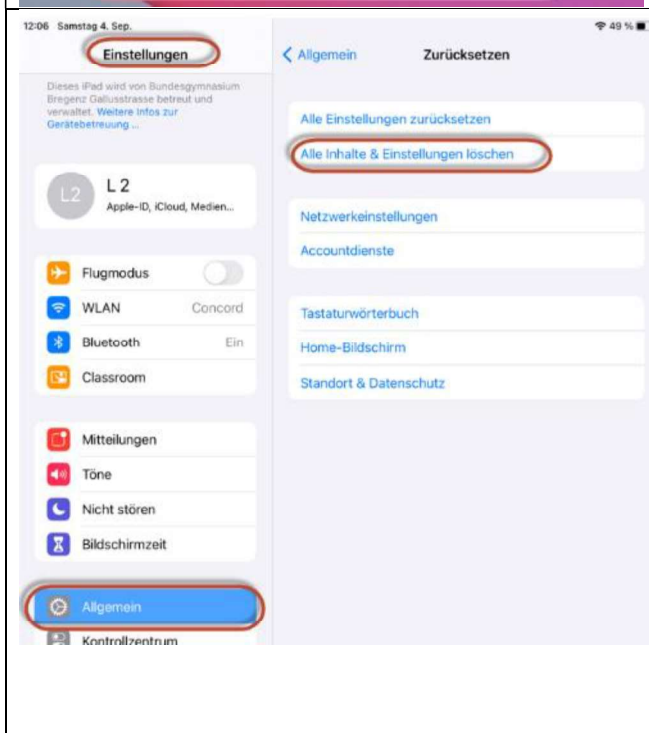 12:06 Samstag 4. Sep.
49 %
Einstellungen
Dieses iPad wird von Bundesgymnasium
Bregenz Gallusstrasse betreut und
verwaltet. Weitere Infos zur
Gerätebetreuung ...
L2
L 2
Apple-ID, iCloud, Medien...
Flugmodus
WLAN Concord
Bluetooth Ein
Classroom
Mitteilungen
Töne
Nicht stören
Bildschirmzeit
Allgemein
Kontrollzentrum
Allgemein
Zurücksetzen
Alle Einstellungen zurücksetzen
Alle Inhalte & Einstellungen löschen
Netzwerkeinstellungen
Accountdienste
Tastaturwörterbuch
Home-Bildschirm
Standort & Datenschutz